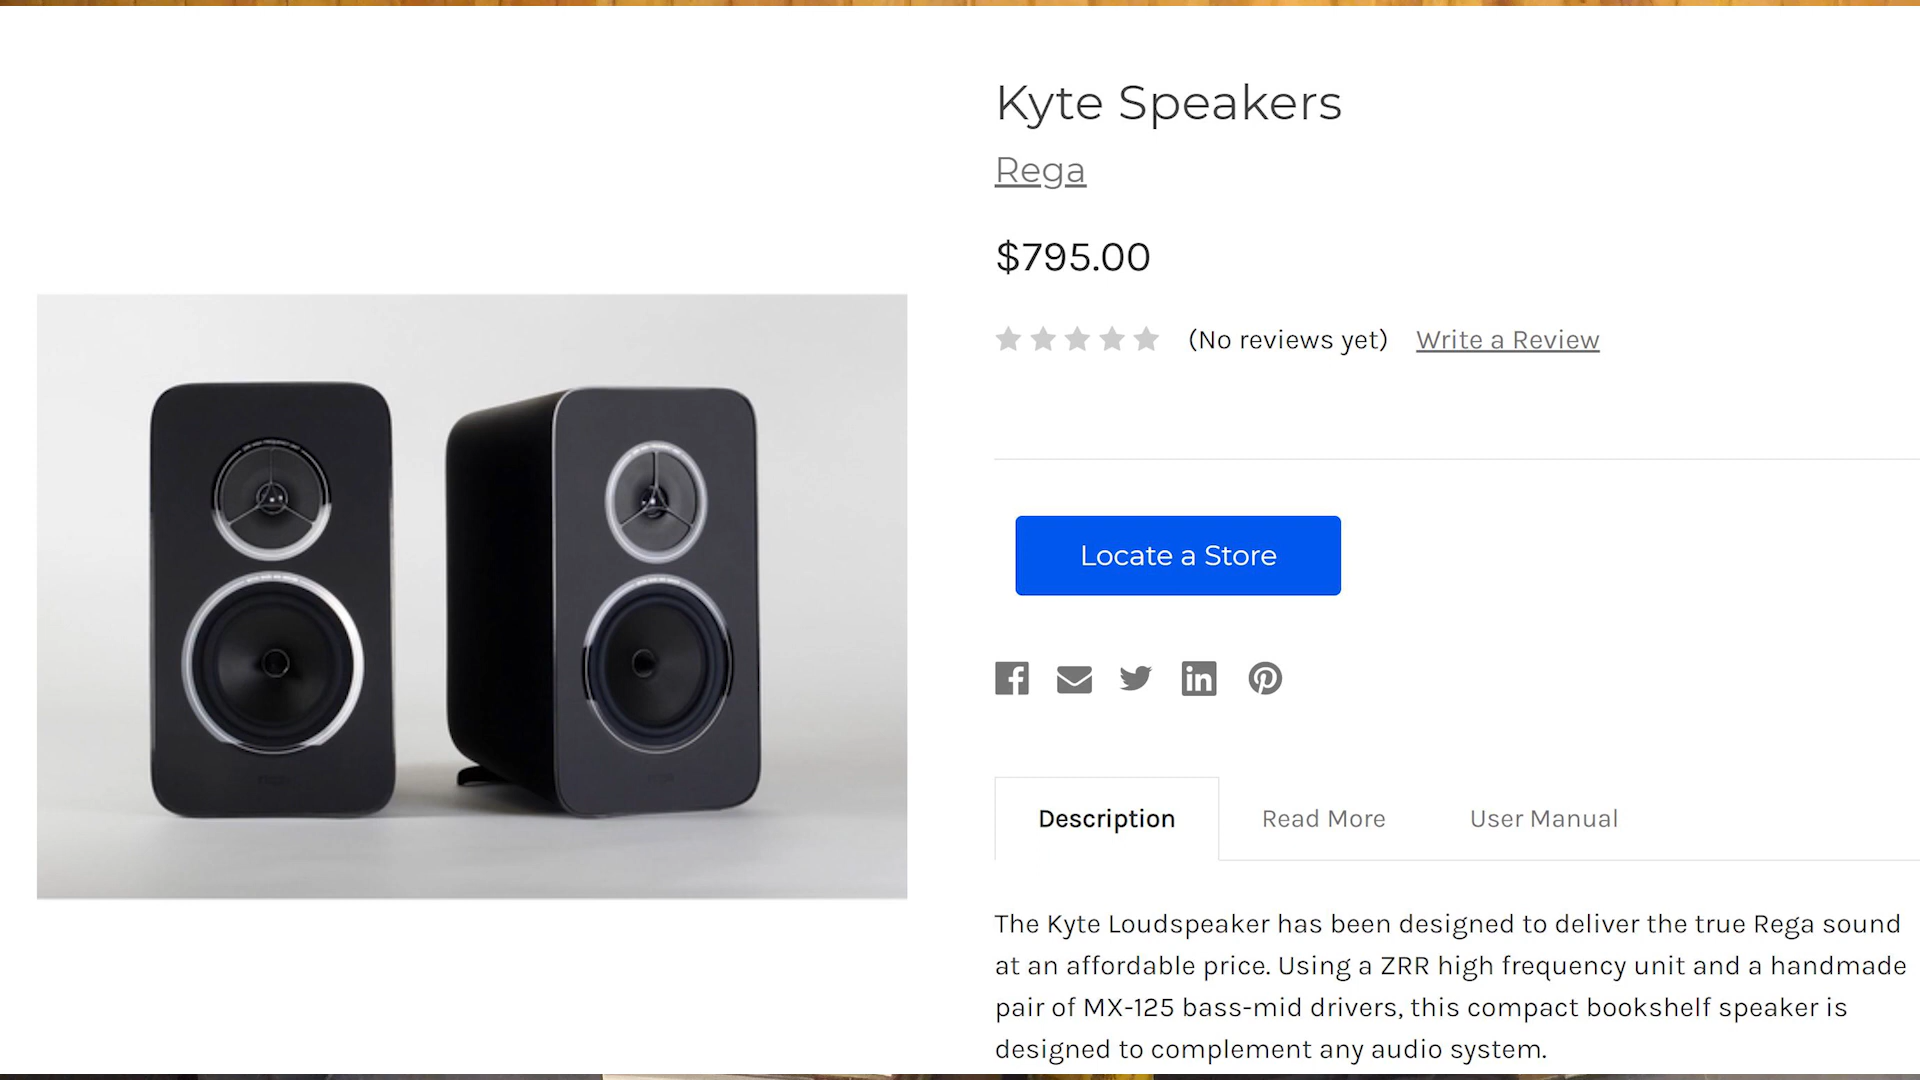 Kyte Speakers
Rega
$795.00
(No reviews yet) Write a Review
Locate a Store
Description Read More User Manual
The Kyte Loudspeaker has been designed to deliver the true Rega sound
at an affordable price. Using a ZRR high frequency unit and a handmade
pair of MX-125 bass-mid drivers, this compact bookshelf speaker is
designed to complement any audio system.